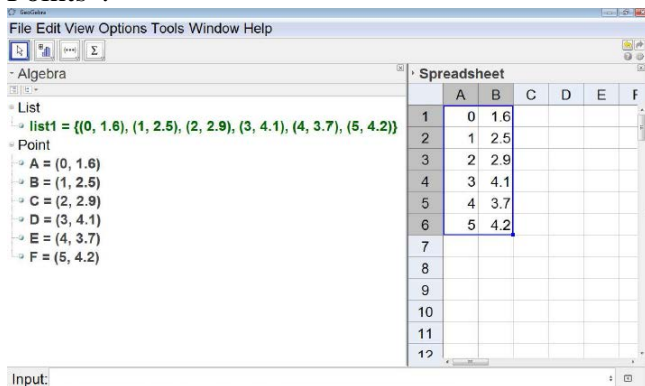 GeoGebra
File Edit View Options Tools Window Help
Algebra
Spreadsheet
List
list1 = {(0, 1.6), (1, 2.5), (2, 2.9), (3, 4.1), (4, 3.7), (5, 4.2)}
Point
A = (0, 1.6)
B = (1, 2.5)
C = (2, 2.9)
D = (3, 4.1)
E = (4, 3.7)
F = (5, 4.2)
A B C D E F
1 0 1.6
2 1 2.5
3 2 2.9
4 3 4.1
5 4 3.7
6 5 4.2
7
8
9
10
11
12
Input: